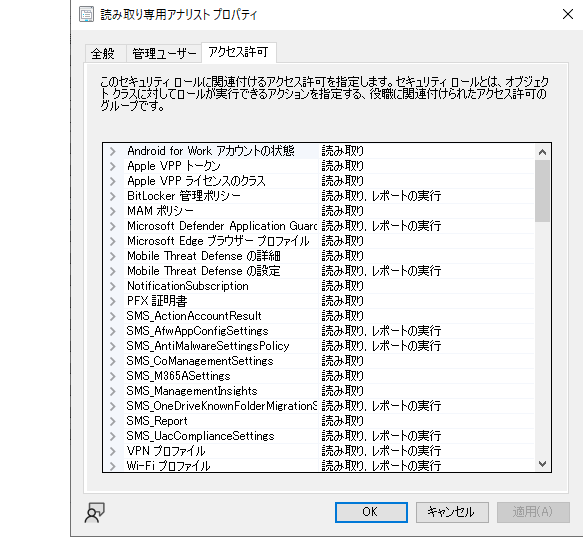 読み取り専用アナリスト プロパティ
全般 管理ユーザー アクセス許可
このセキュリティ ロールに関連付けるアクセス許可を指定します。セキュリティ ロールとは、オブジェク
ト クラスに対してロールが実行できるアクションを指定する、役職に関連付けられたアクセス許可の
グループです。
Android for Work アカウントの状態 読み取り
Apple VPP トークン 読み取り
Apple VPP ライセンスのクラス 読み取り
BitLocker 管理ポリシー 読み取り, レポートの実行
MAM ポリシー 読み取り
Microsoft Defender Application Guarc 読み取り, レポートの実行
Microsoft Edge ブラウザー プロファイル 読み取り
Mobile Threat Defense の詳細 読み取り
Mobile Threat Defense の設定 読み取り, レポートの実行
NotificationSubscription 読み取り
PFX 証明書 読み取り
SMS_ActionAccountResult 読み取り
SMS_AfwAppConfigSettings 読み取り, レポートの実行
SMS_AntiMalwareSettingsPolicy 読み取り, レポートの実行
SMS_CoManagementSettings 読み取り
SMS_M365ASettings 読み取り
SMS_ManagementInsights 読み取り
SMS_OneDriveKnownFolderMigrationS 読み取り, レポートの実行
SMS_Report 読み取り
SMS_UacComplianceSettings 読み取り, レポートの実行
VPN プロファイル 読み取り, レポートの実行
Wi-Fi プロファイル 読み取り, レポートの実行
OK キャンセル 適用(A)